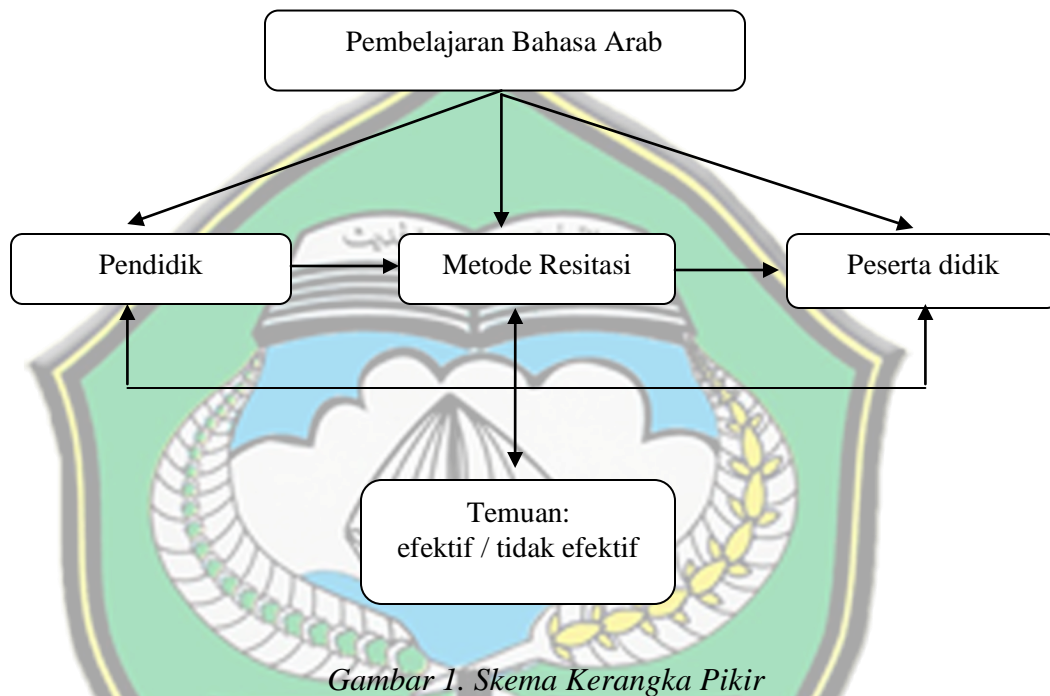 Pembelajaran Bahasa Arab
Pendidik
Metode Resitasi
Peserta didik
Temuan:
efektif / tidak efektif
Gambar 1. Skema Kerangka Pikir